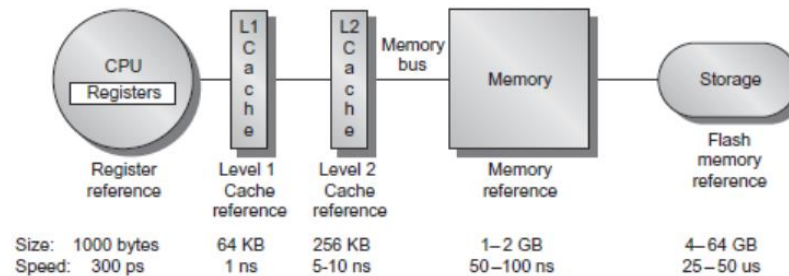 CPU
Registers
L1
C
a
c
h
e
L2
C
a
c
h
e
Memory
bus
Memory
Storage
Register
reference
Level 1
Cache
reference
Level 2
Cache
reference
Memory
reference
Flash
memory
reference
Size: 1000 bytes 64 KB 256 KB 1–2 GB 4–64 GB
Speed: 300 ps 1 ns 5-10 ns 50–100 ns 25–50 us